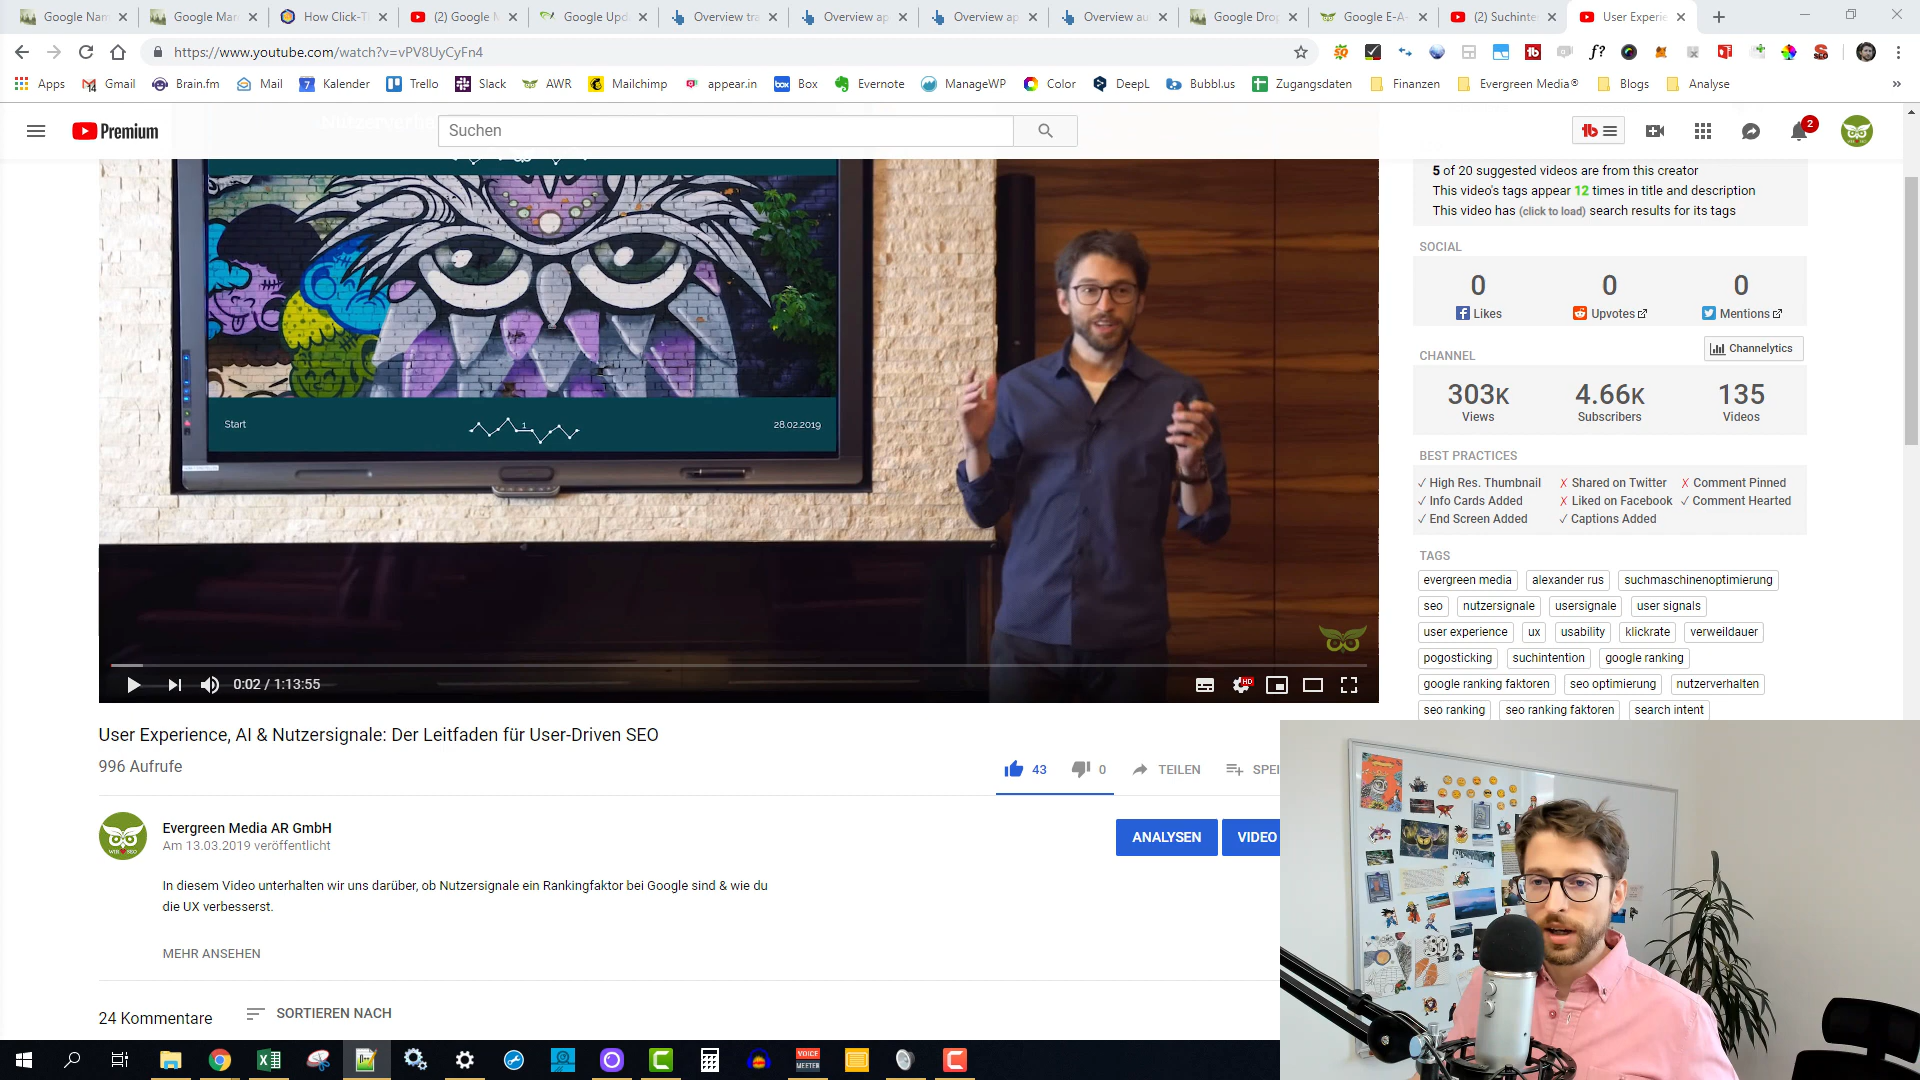 Google Nam
Google Mar
How Click-T
(2) Google N
Google Upd
Overview tra
Overview ap
Overview ap
Overview au
Google Drop
Google E-A-
(2) Suchinte
User Experie
https://www.youtube.com/watch?v=vPV8UyCyFn4
Apps
Gmail
Brain.fm
Mail
7 Kalender
Trello
Slack
AWR
Mailchimp
appear.in
box Box
Evernote
ManageWP
Color
DeepL
Bubbl.us
Zugangsdaten
Finanzen
Evergreen Media®
Blogs
Analyse
»
Premium
Suchen
tb
2
5 of 20 suggested videos are from this creator
This video's tags appear 12 times in title and description
This video has (click to load) search results for its tags
SOCIAL
0 0 0
Likes Upvotes Mentions
CHANNEL
Channelytics
303K 4.66K 135
Views Subscribers Videos
BEST PRACTICES
✓ High Res. Thumbnail ✗ Shared on Twitter ✗ Comment Pinned
✓ Info Cards Added ✗ Liked on Facebook ✓ Comment Hearted
✓ End Screen Added ✓ Captions Added
TAGS
evergreen media alexander rus suchmaschinenoptimierung
seo nutzersignale usersignale user signals
user experience ux usability klickrate verweildauer
pogosticking suchintention google ranking
google ranking faktoren seo optimierung nutzerverhalten
seo ranking seo ranking faktoren search intent
Start
1
28.02.2019
0:02 / 1:13:55
HD
User Experience, AI & Nutzersignale: Der Leitfaden für User-Driven SEO
996 Aufrufe
43
0
TEILEN
SPEI
Evergreen Media AR GmbH
Am 13.03.2019 veröffentlicht
ANALYSEN
VIDEO
In diesem Video unterhalten wir uns darüber, ob Nutzersignale ein Rankingfaktor bei Google sind & wie du
die UX verbesserst.
MEHR ANSEHEN
24 Kommentare
SORTIEREN NACH
VOICE
MEETER